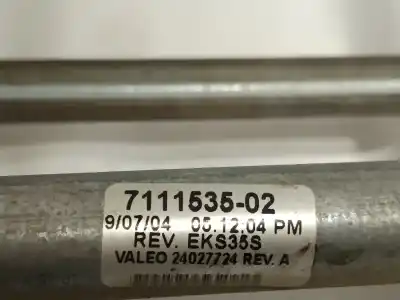 7111535-02
9/07/04 05.12.04 PM
REV. EKS35S
VALEO 24027724 REV. A